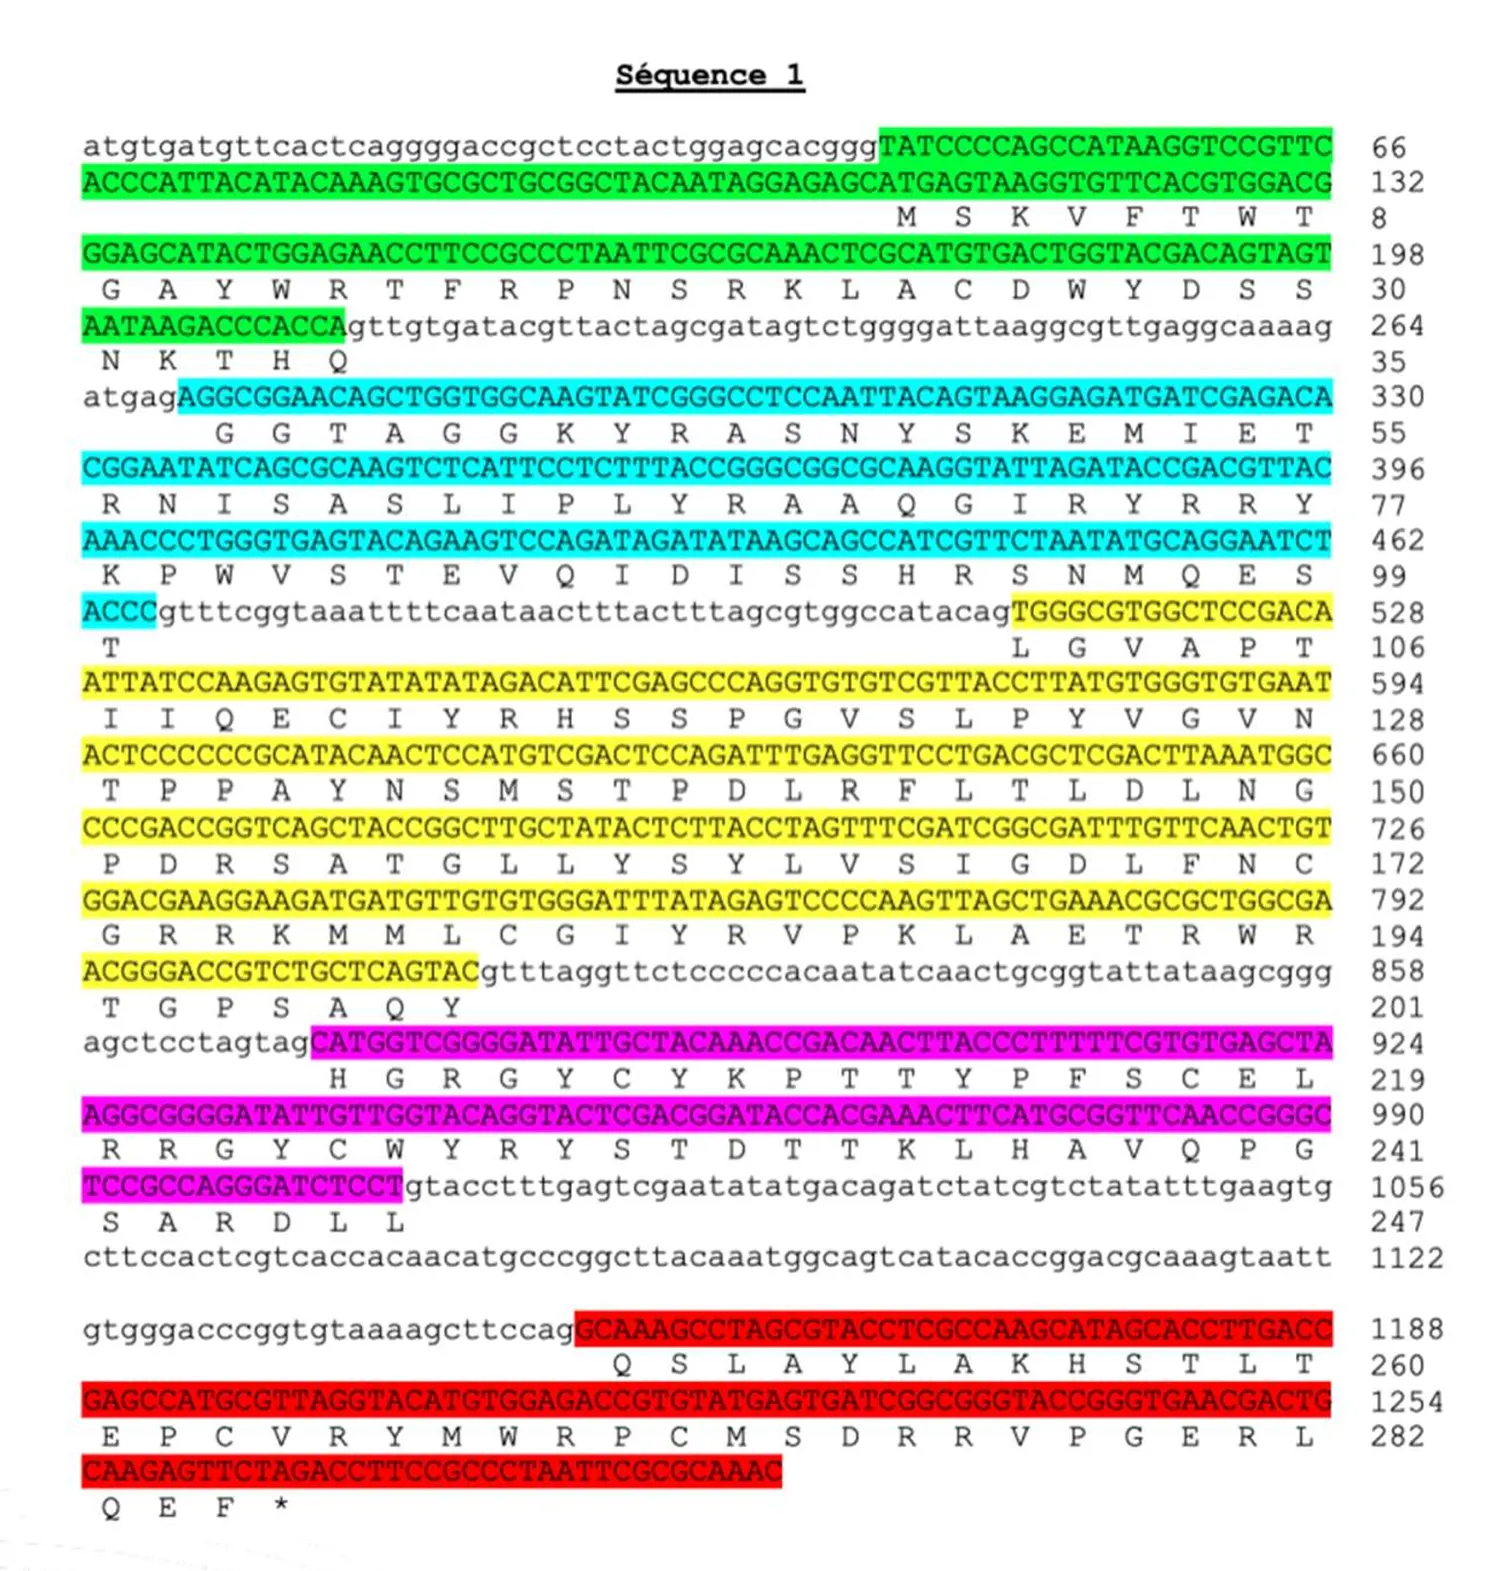 Séquence 1
atgtgatgttcactcaggggaccgctcctactggagcacgggTATCCCCAGCCATAAGGTCCGTTC 66
ACCCATTACATACAAAGTGCGCTGCGGCTACAATAGGAGAGCATGAGTAAGGTGTTCACGTGGACG 132
M S K V F T W T 8
GGAGCATACTGGAGAACCTTCCGCCCTAATTCGCGCAAACTCGCATGTGACTGGTACGACAGTAGT 198
G A Y W R T F R P N S R K L A C D W Y D S S 30
AATAAGACCCACCAgttgtgatacgttactagcgatagtctggggattaaggcgttgaggcaaaag 264
N K T H Q 35
atgagAGGCGGAACAGCTGGTGGCAAGTATCGGGCCTCCAATTACAGTAAGGAGATGATCGAGACA 330
G G T A G G K Y R A S N Y S K E M I E T 55
CGGAATATCAGCGCAAGTCTCATTCCTCTTTACCGGGCGGCGCAAGGTATTAGATACCGACGTTAC 396
R N I S A S L I P L Y R A A Q G I R Y R R Y 77
AAACCCTGGGTGAGTACAGAAGTCCAGATAGATATAAGCAGCCATCGTTCTAATATGCAGGAATCT 462
K P W V S T E V Q I D I S S H R S N M Q E S 99
ACCCgtttcggtaaattttcaataactttactttagcgtggccatacagTGGGCGTGGCTCCGACA 528
T L G V A P T 106
ATTATCCAAGAGTGTATATATAGACATTCGAGCCCAGGTGTGTCGTTACCTTATGTGGGTGTGAAT 594
I I Q E C I Y R H S S P G V S L P Y V G V N 128
ACTCCCCCCGCATACAACTCCATGTCGACTCCAGATTTGAGGTTCCTGACGCTCGACTTAAATGGC 660
T P P A Y N S M S T P D L R F L T L D L N G 150
CCCGACCGGTCAGCTACCGGCTTGCTATACTCTTACCTAGTTTCGATCGGCGATTTGTTCAACTGT 726
P D R S A T G L L Y S Y L V S I G D L F N C 172
GGACGAAGGAAGATGATGTTGTGTGGGATTTATAGAGTCCCCAAGTTAGCTGAAACGCGCTGGCGA 792
G R R K M M L C G I Y R V P K L A E T R W R 194
ACGGGACCGTCTGCTCAGTACgtttaggttctcccccacaatatcaactgcggtattataagcggg 858
T G P S A Q Y 201
agctcctagtagCATGGTCGGGGATATTGCTACAAACCGACAACTTACCCTTTTTCGTGTGAGCTA 924
H G R G Y C Y K P T T Y P F S C E L 219
AGGCGGGGATATTGTTGGTACAGGTACTCGACGGATACCACGAAACTTCATGCGGTTCAACCGGGC 990
R R G Y C W Y R Y S T D T T K L H A V Q P G 241
TCCGCCAGGGATCTCCTgtacctttgagtcgaatatatgacagatctatcgtctatatttgaagtg 1056
S A R D L L 247
cttccactcgtcaccacaacatgcccggcttacaaatggcagtcatacaccggacgcaaagtaatt 1122
gtgggacccggtgtaaaagcttccagGCAAAGCCTAGCGTACCTCGCCAAGCATAGCACCTTGACC 1188
Q S L A Y L A K H S T L T 260
GAGCCATGCGTTAGGTACATGTGGAGACCGTGTATGAGTGATCGGCGGGTACCGGGTGAACGACTG 1254
E P C V R Y M W R P C M S D R R V P G E R L 282
CAAGAGTTCTAGACCTTCCGCCCTAATTCGCGCAAAC
Q E F *